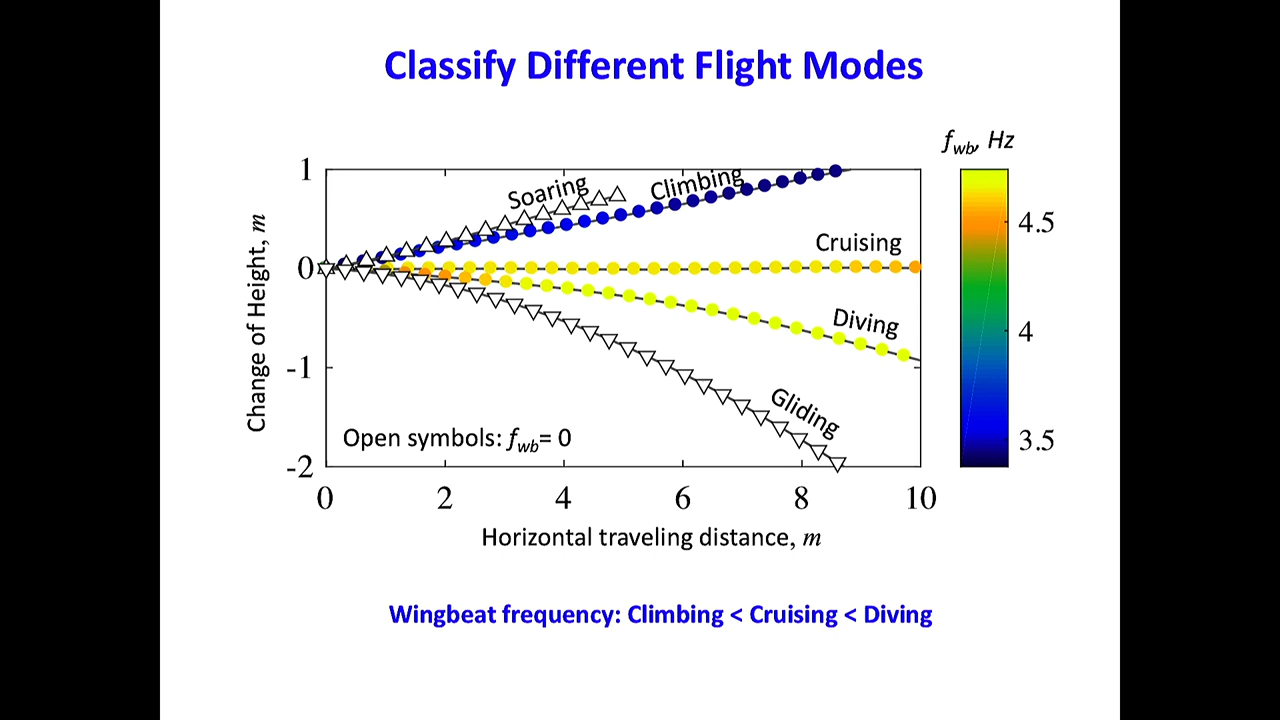 Classify Different Flight Modes
f_wb, Hz
1
Soaring
Climbing
4.5
Cruising
0
Diving
4
-1
Gliding
Open symbols: f_wb= 0
3.5
-2
Change of Height, m
0 2 4 6 8 10
Horizontal traveling distance, m
Wingbeat frequency: Climbing < Cruising < Diving